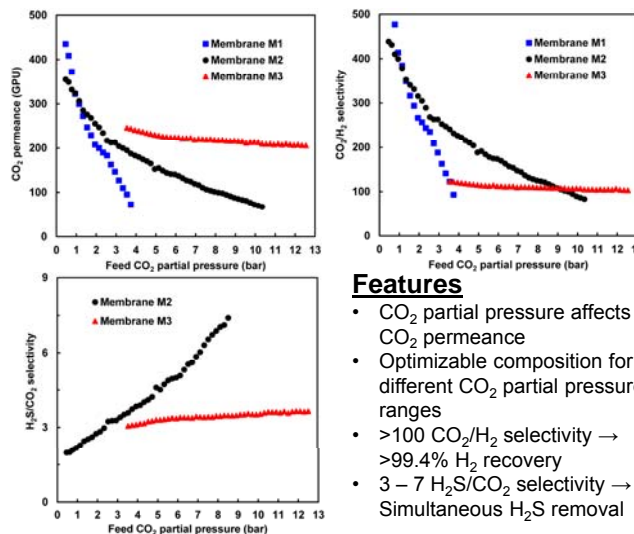 500
400
300
200
100
0
CO₂ permeance (GPU)
Membrane M1
Membrane M2
Membrane M3
0 1 2 3 4 5 6 7 8 9 10 11 12 13
Feed CO₂ partial pressure (bar)
500
400
300
200
100
0
CO₂/H₂ selectivity
Membrane M1
Membrane M2
Membrane M3
0 1 2 3 4 5 6 7 8 9 10 11 12
Feed CO₂ partial pressure (bar)
9
6
3
0
H₂S/CO₂ selectivity
Membrane M2
Membrane M3
0 1 2 3 4 5 6 7 8 9 10 11 12 13
Feed CO₂ partial pressure (bar)
Features
• CO₂ partial pressure affects
CO₂ permeance
• Optimizable composition for
different CO₂ partial pressure
ranges
• >100 CO₂/H₂ selectivity →
>99.4% H₂ recovery
• 3 – 7 H₂S/CO₂ selectivity →
Simultaneous H₂S removal